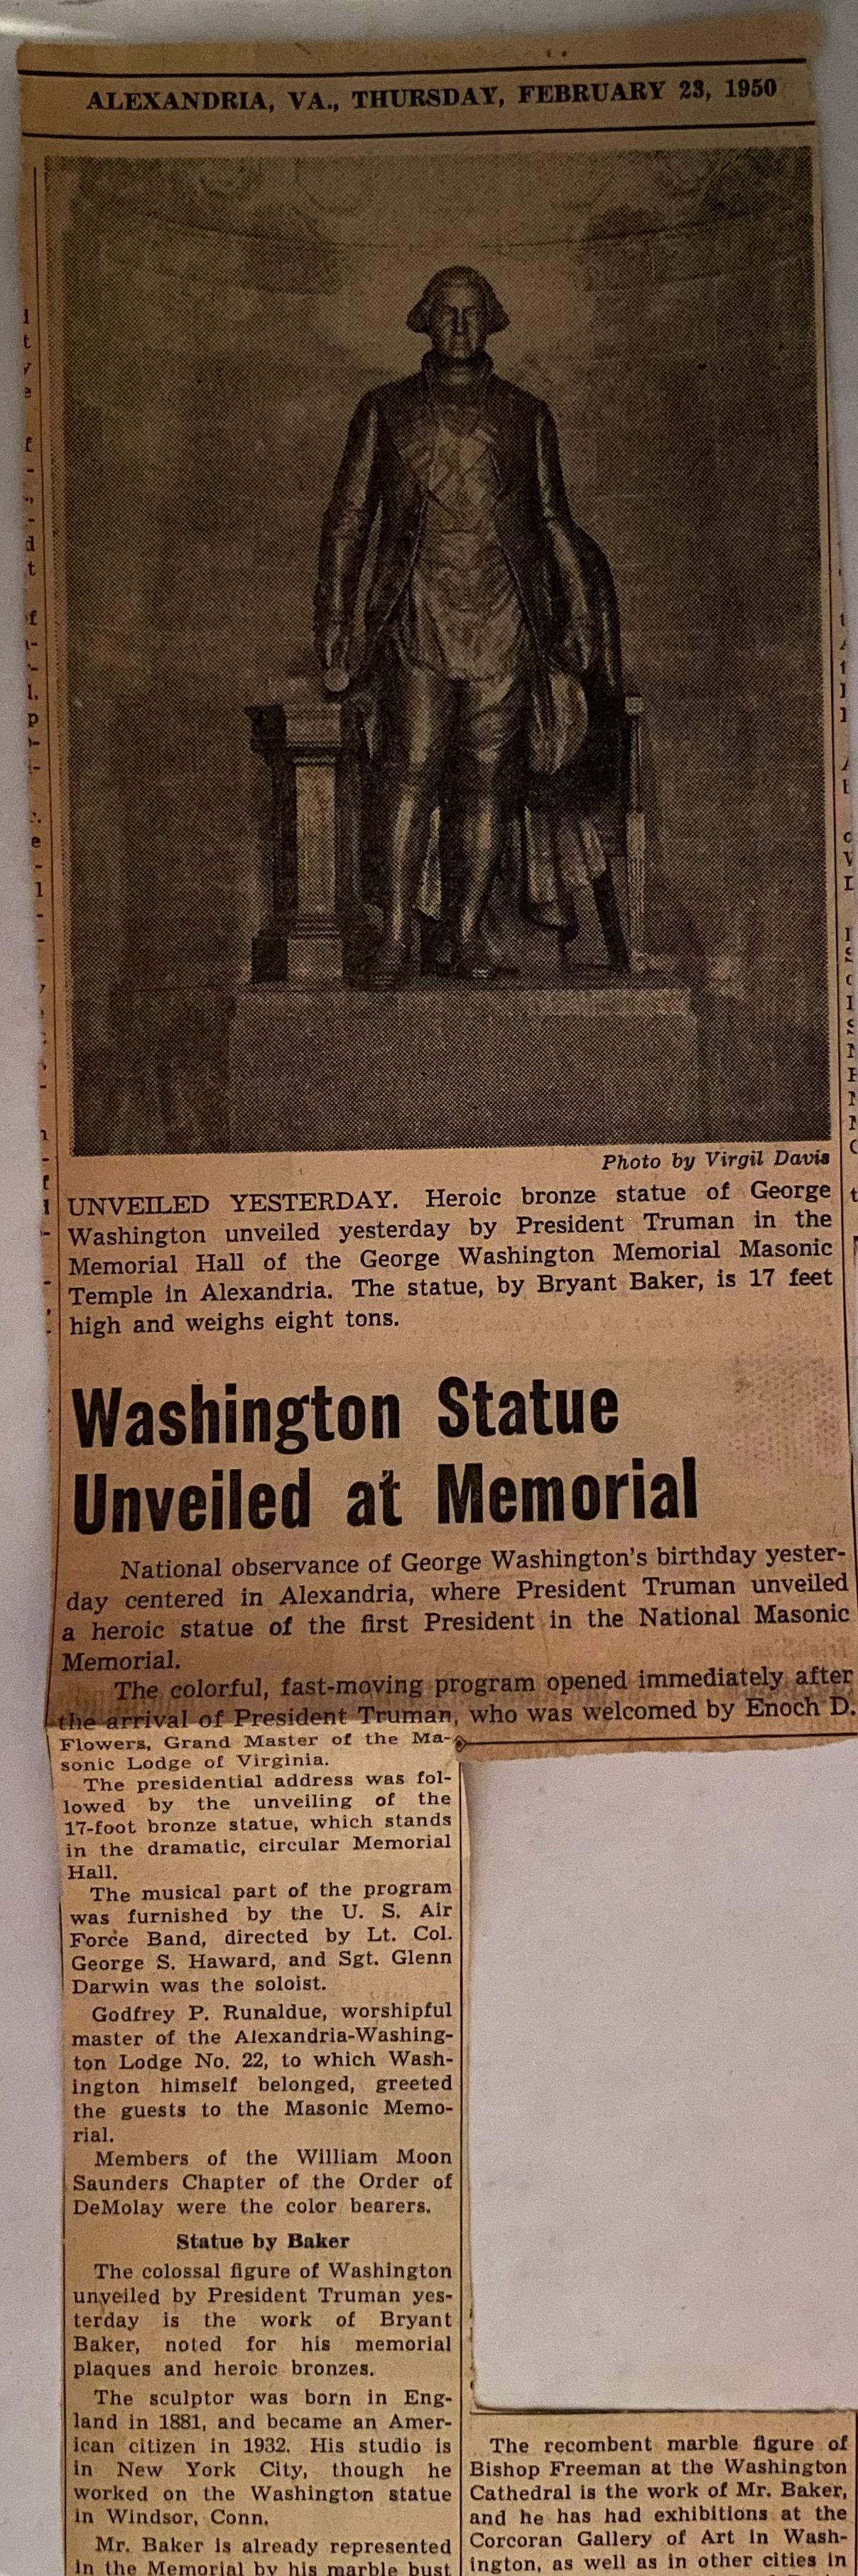 ALEXANDRIA, VA., THURSDAY, FEBRUARY 23, 1950
Photo by Virgil Davis
UNVEILED YESTERDAY. Heroic bronze statue of George
Washington unveiled yesterday by President Truman in the
Memorial Hall of the George Washington Memorial Masonic
Temple in Alexandria. The statue, by Bryant Baker, is 17 feet
high and weighs eight tons.
Washington Statue
Unveiled at Memorial
National observance of George Washington's birthday yester-
day centered in Alexandria, where President Truman unveiled
a heroic statue of the first President in the National Masonic
Memorial.
The colorful, fast-moving program opened immediately after
the arrival of President Truman, who was welcomed by Enoch D.
Flowers, Grand Master of the Ma-
sonic Lodge of Virginia.
The presidential address was fol-
lowed by the unveiling of the
17-foot bronze statue, which stands
in the dramatic, circular Memorial
Hall.
The musical part of the program
was furnished by the U. S. Air
Force Band, directed by Lt. Col.
George S. Haward, and Sgt. Glenn
Darwin was the soloist.
Godfrey P. Runaldue, worshipful
master of the Alexandria-Washing-
ton Lodge No. 22, to which Wash-
ington himself belonged, greeted
the guests to the Masonic Memo-
rial.
Members of the William Moon
Saunders Chapter of the Order of
DeMolay were the color bearers.
Statue by Baker
The colossal figure of Washington
unveiled by President Truman yes-
terday is the work of Bryant
Baker, noted for his memorial
plaques and heroic bronzes.
The sculptor was born in Eng-
land in 1881, and became an Amer-
ican citizen in 1932. His studio is
in New York City, though he
worked on the Washington statue
in Windsor, Conn.
Mr. Baker is already represented
in the Memorial by his marble bust
The recombent marble figure of
Bishop Freeman at the Washington
Cathedral is the work of Mr. Baker,
and he has had exhibitions at the
Corcoran Gallery of Art in Wash-
ington, as well as in other cities in